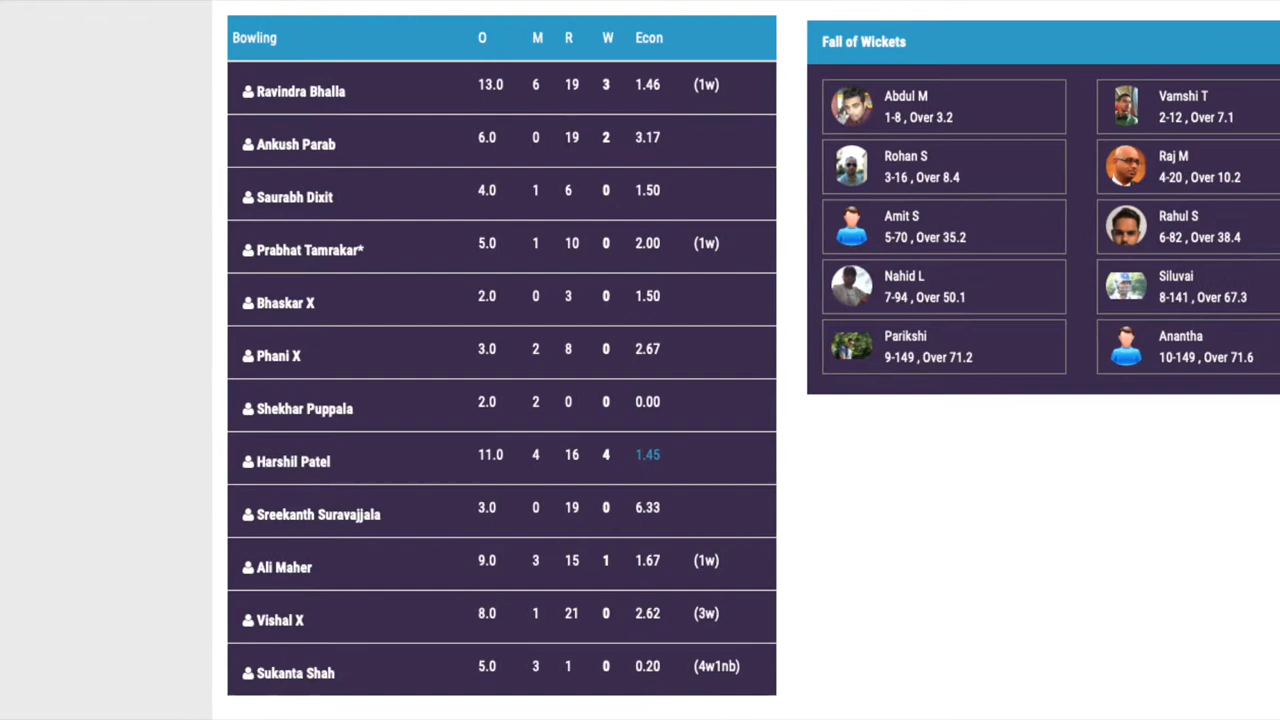 Bowling O M R W Econ
Ravindra Bhalla 13.0 6 19 3 1.46 (1w)
Ankush Parab 6.0 0 19 2 3.17
Saurabh Dixit 4.0 1 6 0 1.50
Prabhat Tamrakar* 5.0 1 10 0 2.00 (1w)
Bhaskar X 2.0 0 3 0 1.50
Phani X 3.0 2 8 0 2.67
Shekhar Puppala 2.0 2 0 0 0.00
Harshil Patel 11.0 4 16 4 1.45
Sreekanth Suravajjala 3.0 0 19 0 6.33
Ali Maher 9.0 3 15 1 1.67 (1w)
Vishal X 8.0 1 21 0 2.62 (3w)
Sukanta Shah 5.0 3 1 0 0.20 (4w1nb)
Fall of Wickets
Abdul M
1-8 , Over 3.2
Vamshi T
2-12 , Over 7.1
Rohan S
3-16 , Over 8.4
Raj M
4-20 , Over 10.2
Amit S
5-70 , Over 35.2
Rahul S
6-82 , Over 38.4
Nahid L
7-94 , Over 50.1
Siluvai
8-141 , Over 67.3
Parikshi
9-149 , Over 71.2
Anantha
10-149 , Over 71.6